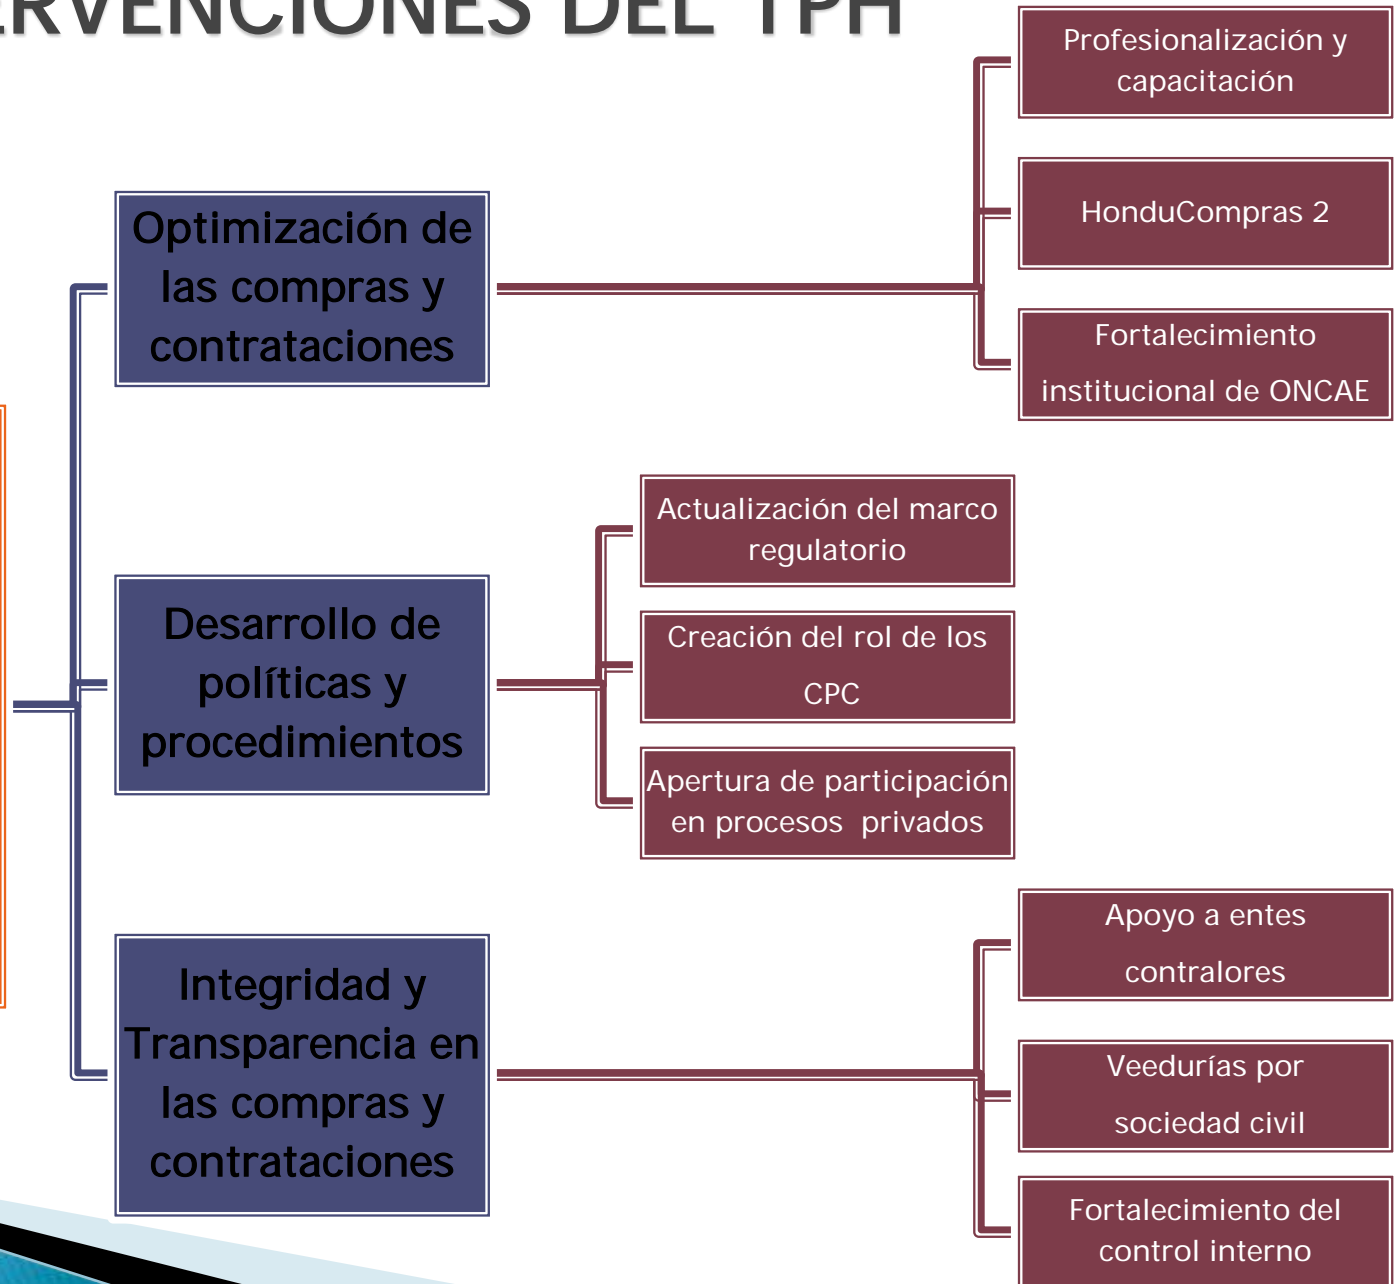 ERVENCIONES DEL TPH
Optimización de
las compras y
contrataciones
Profesionalización y
capacitación
HonduCompras 2
Fortalecimiento
institucional de ONCAE
Desarrollo de
políticas y
procedimientos
Actualización del marco
regulatorio
Creación del rol de los
CPC
Apertura de participación
en procesos privados
Integridad y
Transparencia en
las compras y
contrataciones
Apoyo a entes
contralores
Veedurías por
sociedad civil
Fortalecimiento del
control interno